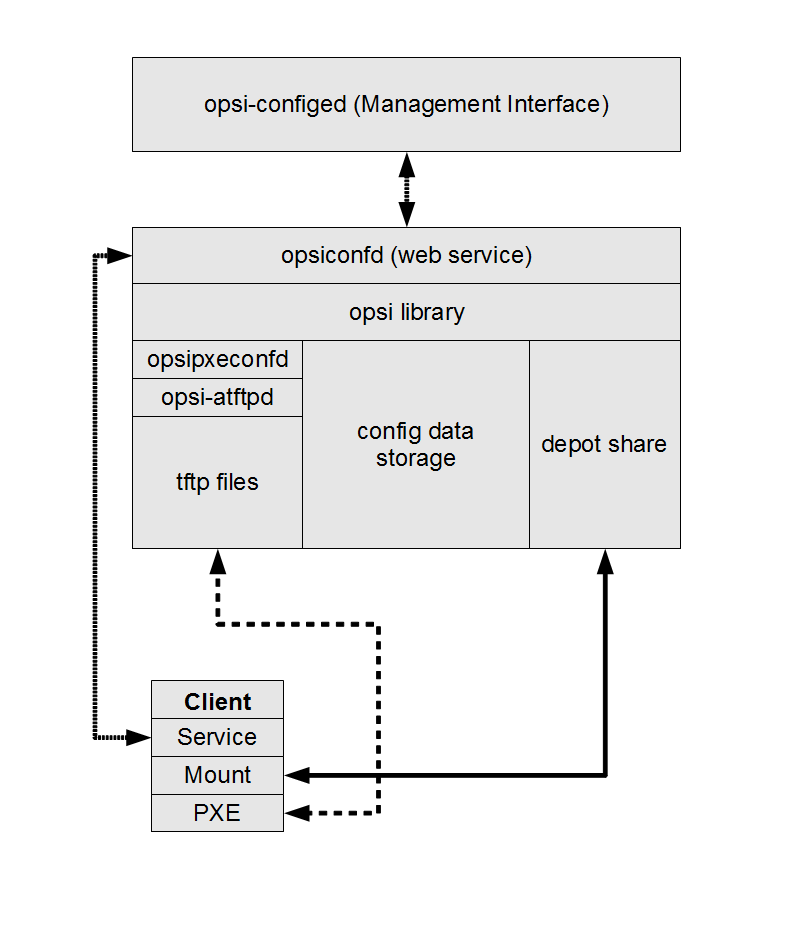 opsi-configed (Management Interface)
opsiconfd (web service)
opsi library
opsipxeconfd
opsi-atftpd
tftp files
config data
storage
depot share
Client
Service
Mount
PXE